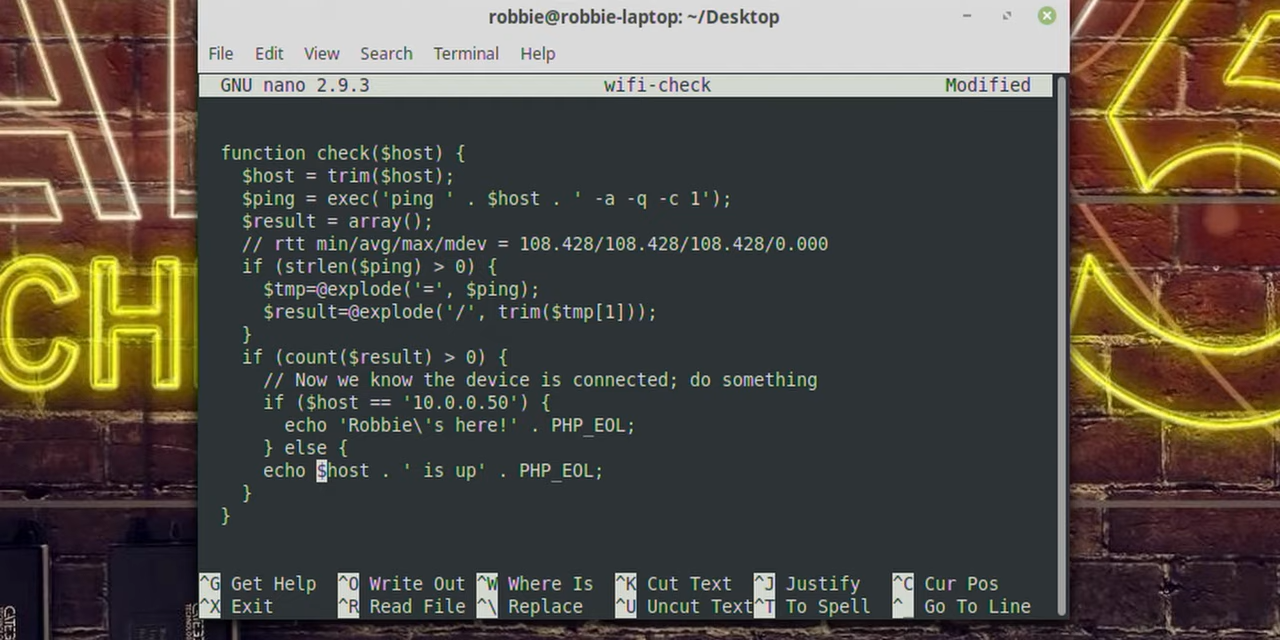 robbie@robbie-laptop: ~/Desktop
File Edit View Search Terminal Help
GNU nano 2.9.3 wifi-check Modified
function check($host) {
  $host = trim($host);
  $ping = exec('ping ' . $host . ' -a -q -c 1');
  $result = array();
  // rtt min/avg/max/mdev = 108.428/108.428/108.428/0.000
  if (strlen($ping) > 0) {
    $tmp=@explode('=', $ping);
    $result=@explode('/', trim($tmp[1]));
  }
  if (count($result) > 0) {
    // Now we know the device is connected; do something
    if ($host == '10.0.0.50') {
      echo 'Robbie\'s here!' . PHP_EOL;
    } else {
    echo $host . ' is up' . PHP_EOL;
  }
}
^G Get Help ^O Write Out ^W Where Is ^K Cut Text ^J Justify ^C Cur Pos
^X Exit ^R Read File ^\ Replace ^U Uncut Text ^T To Spell ^_ Go To Line
CH